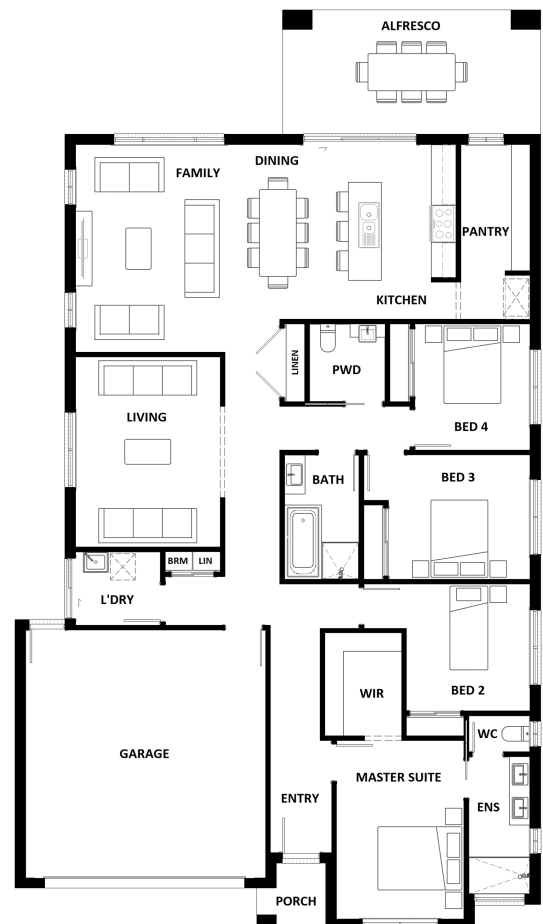 ALFRESCO
DINING
FAMILY
PANTRY
KITCHEN
LINEN
PWD
LIVING
BED 4
BATH
BED 3
BRM LIN
L'DRY
WIR
BED 2
WC
GARAGE
MASTER SUITE
ENTRY
ENS
PORCH